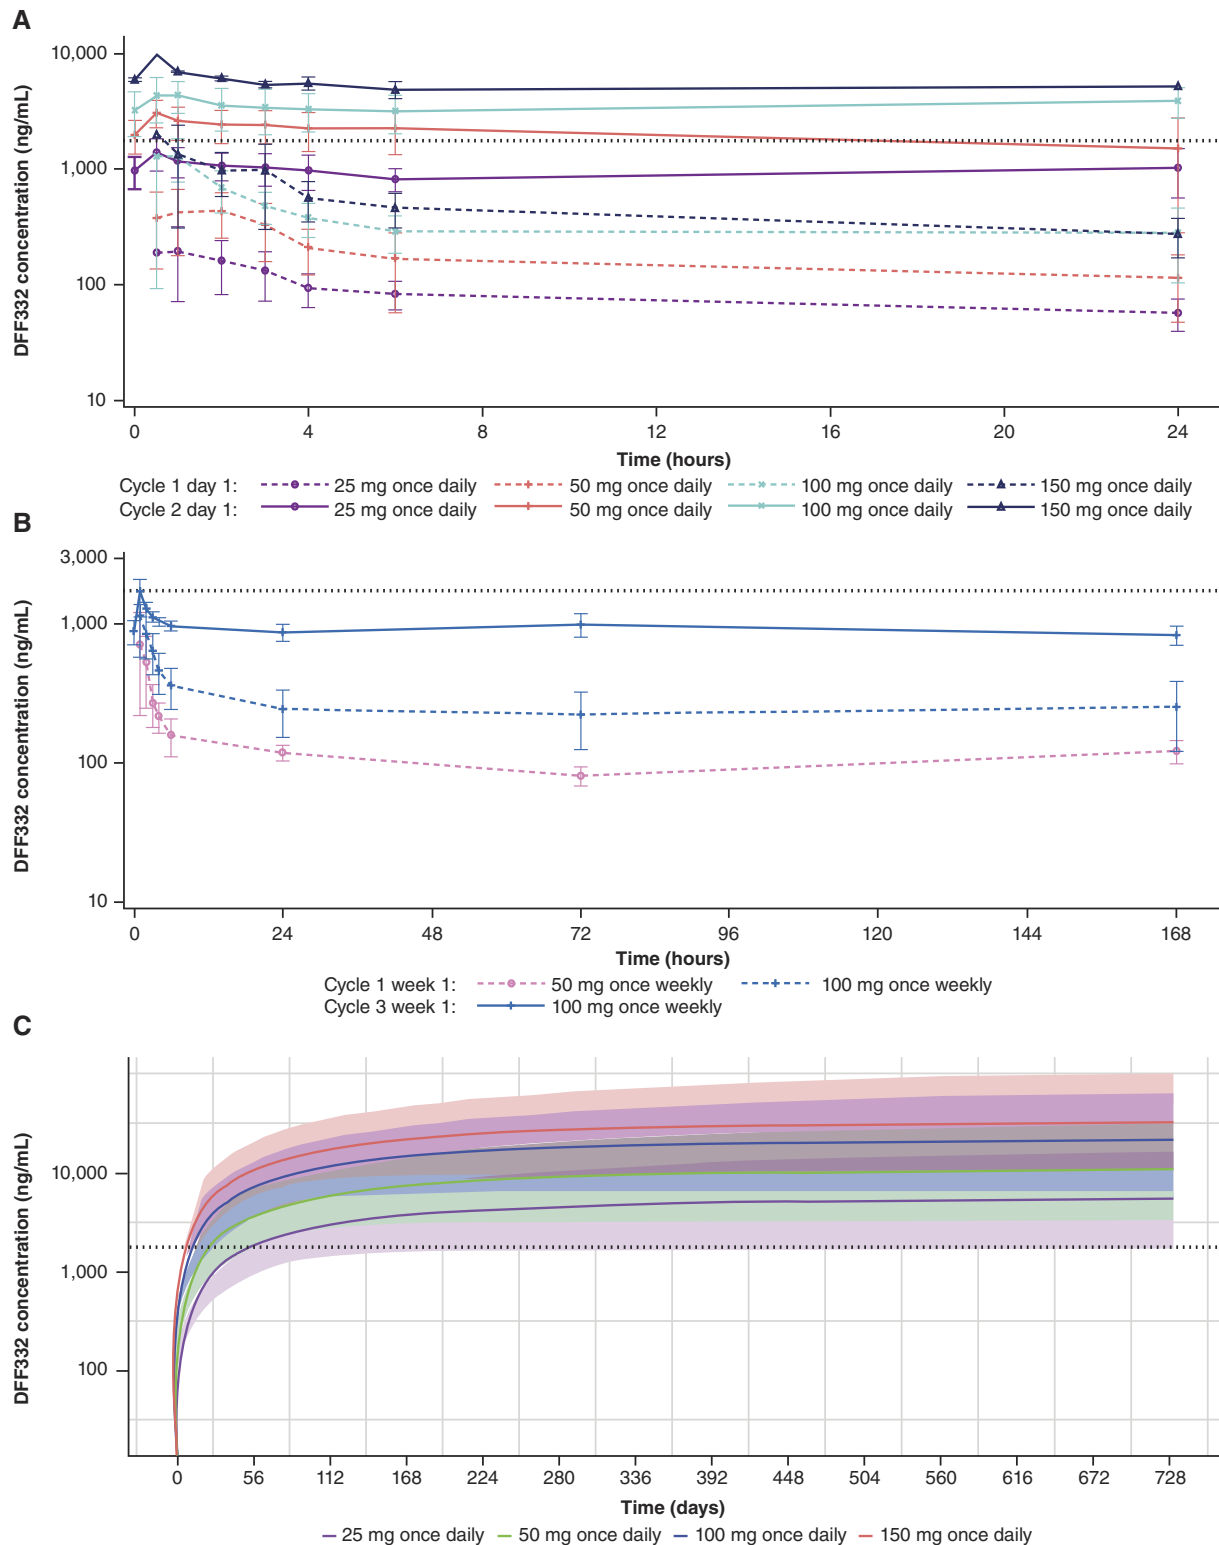 A
DFF332 concentration (ng/mL)
10,000
1,000
100
10
0 4 8 12 16 20 24
Time (hours)
Cycle 1 day 1: 25 mg once daily 50 mg once daily 100 mg once daily 150 mg once daily
Cycle 2 day 1: 25 mg once daily 50 mg once daily 100 mg once daily 150 mg once daily
B
DFF332 concentration (ng/mL)
3,000
1,000
100
10
0 24 48 72 96 120 144 168
Time (hours)
Cycle 1 week 1: 50 mg once weekly 100 mg once weekly
Cycle 3 week 1: 100 mg once weekly
C
DFF332 concentration (ng/mL)
10,000
1,000
100
0 56 112 168 224 280 336 392 448 504 560 616 672 728
Time (days)
25 mg once daily 50 mg once daily 100 mg once daily 150 mg once daily